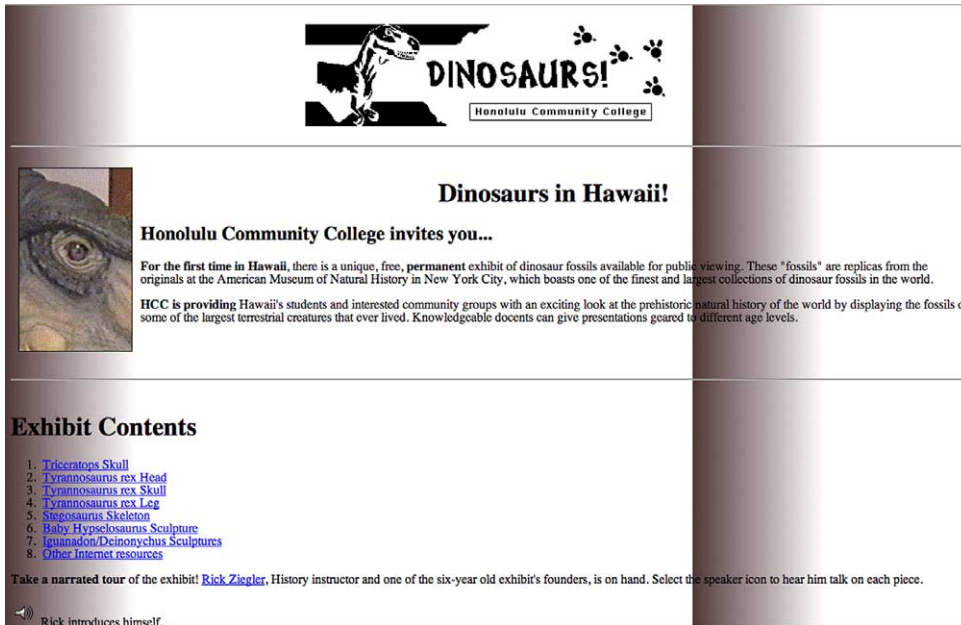 DINOSAURS!
Honolulu Community College
Dinosaurs in Hawaii!
Honolulu Community College invites you...
For the first time in Hawaii, there is a unique, free, permanent exhibit of dinosaur fossils available for public viewing. These "fossils" are replicas from the
originals at the American Museum of Natural History in New York City, which boasts one of the finest and largest collections of dinosaur fossils in the world.
HCC is providing Hawaii's students and interested community groups with an exciting look at the prehistoric natural history of the world by displaying the fossils o
some of the largest terrestrial creatures that ever lived. Knowledgeable docents can give presentations geared to different age levels.
Exhibit Contents
1. Triceratops Skull
2. Tyrannosaurus rex Head
3. Tyrannosaurus rex Skull
4. Tyrannosaurus rex Leg
5. Stegosaurus Skeleton
6. Baby Hypselosaurus Sculpture
7. Iguanadon/Deinonychus Sculptures
8. Other Internet resources
Take a narrated tour of the exhibit! Rick Ziegler, History instructor and one of the six-year old exhibit's founders, is on hand. Select the speaker icon to hear him talk on each piece.
Rick introduces himself.